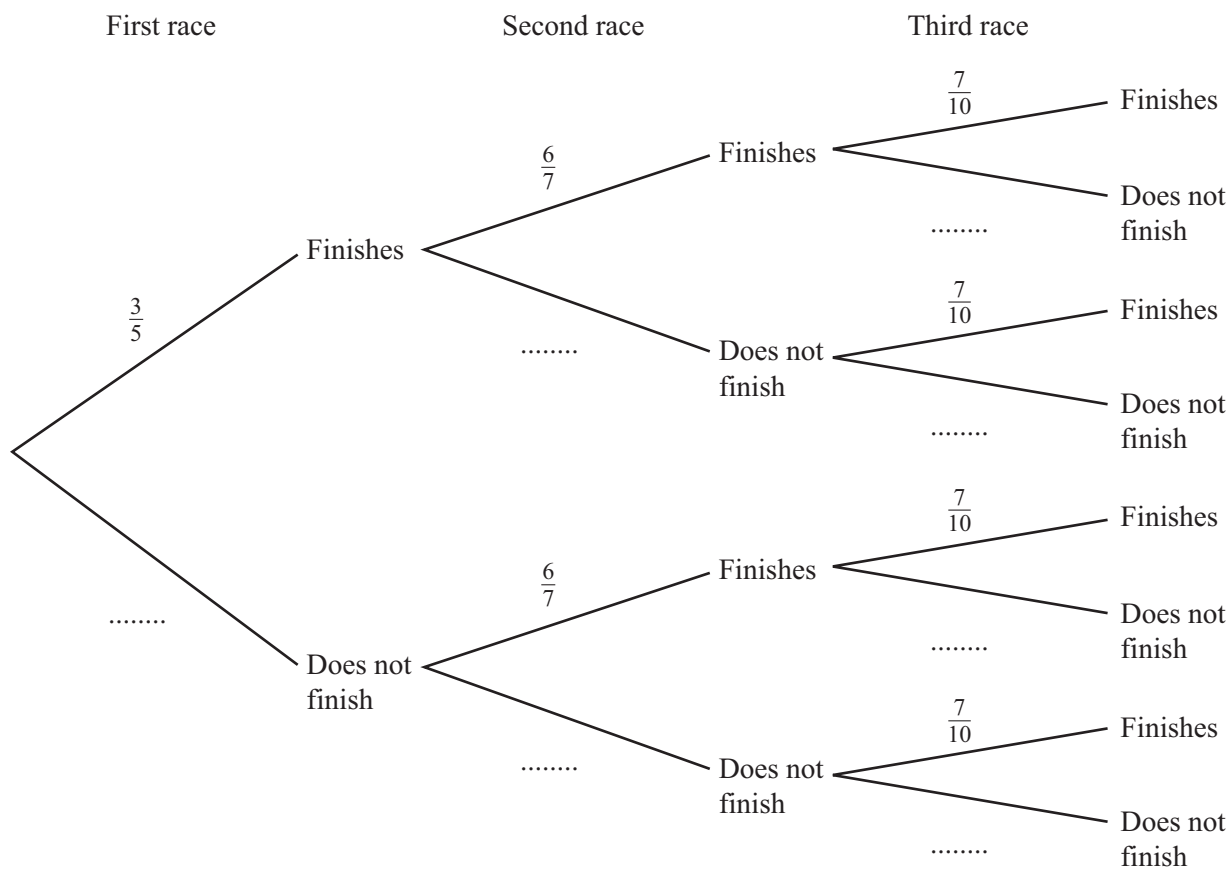 First race
Second race
Third race
7/10
Finishes
6/7
Finishes
Does not
finish
........
Finishes
3/5
7/10
Finishes
........
Does not
finish
Does not
finish
........
7/10
Finishes
6/7
Finishes
Does not
finish
........
........
Does not
finish
7/10
Finishes
........
Does not
finish
Does not
finish
........